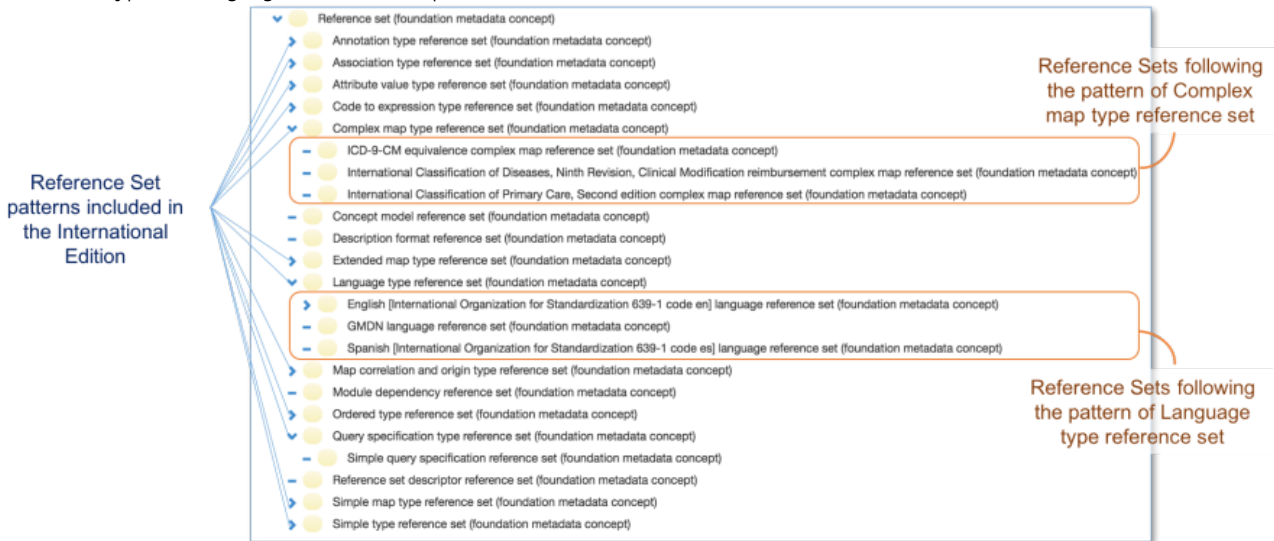 Reference set (foundation metadata concept)
Annotation type reference set (foundation metadata concept)
Association type reference set (foundation metadata concept)
Attribute value type reference set (foundation metadata concept)
Code to expression type reference set (foundation metadata concept)
Complex map type reference set (foundation metadata concept)
ICD-9-CM equivalence complex map reference set (foundation metadata concept)
International Classification of Diseases, Ninth Revision, Clinical Modification reimbursement complex map reference set (foundation metadata concept)
International Classification of Primary Care, Second edition complex map reference set (foundation metadata concept)
Concept model reference set (foundation metadata concept)
Description format reference set (foundation metadata concept)
Extended map type reference set (foundation metadata concept)
Language type reference set (foundation metadata concept)
English [International Organization for Standardization 639-1 code en] language reference set (foundation metadata concept)
GMDN language reference set (foundation metadata concept)
Spanish [International Organization for Standardization 639-1 code es] language reference set (foundation metadata concept)
Map correlation and origin type reference set (foundation metadata concept)
Module dependency reference set (foundation metadata concept)
Ordered type reference set (foundation metadata concept)
Query specification type reference set (foundation metadata concept)
Simple query specification reference set (foundation metadata concept)
Reference set descriptor reference set (foundation metadata concept)
Simple map type reference set (foundation metadata concept)
Simple type reference set (foundation metadata concept)
Reference Set
patterns included in
the International
Edition
Reference Sets following
the pattern of Complex
map type reference set
Reference Sets following
the pattern of Language
type reference set